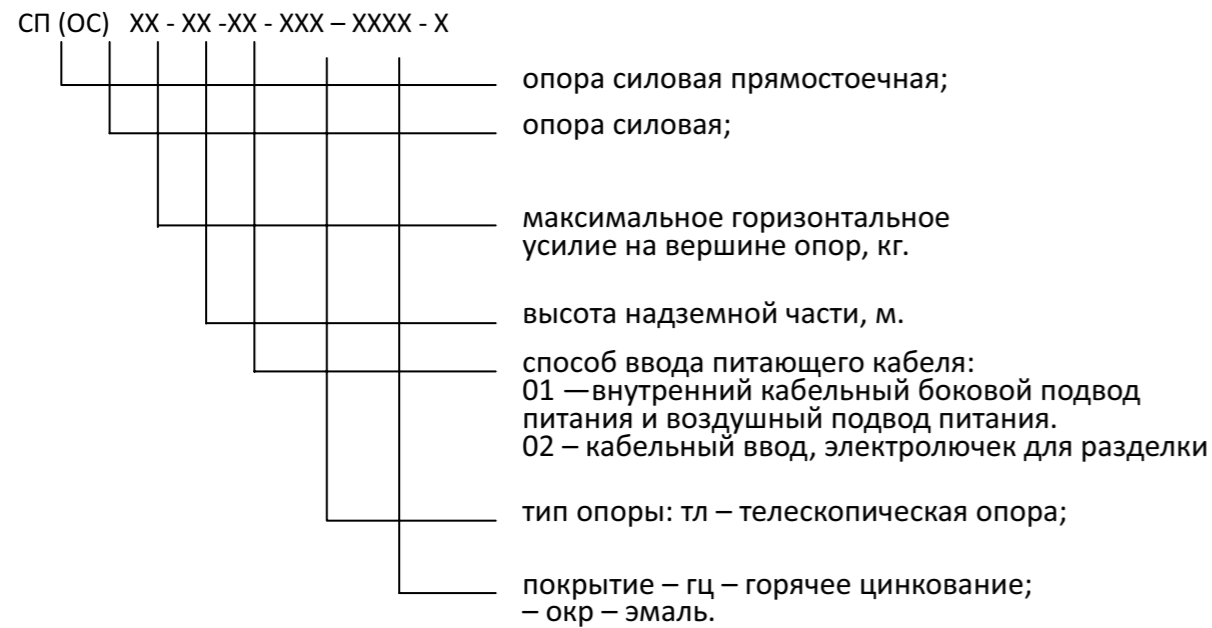 СП (ОС) ХХ - ХХ -ХХ - ХХХ – ХХХХ - Х
опора силовая прямостоечная;
опора силовая;
максимальное горизонтальное
усилие на вершине опор, кг.
высота надземной части, м.
способ ввода питающего кабеля:
01 —внутренний кабельный боковой подвод
питания и воздушный подвод питания.
02 – кабельный ввод, электролючек для разделки
тип опоры: тл – телескопическая опора;
покрытие – гц – горячее цинкование;
– окр – эмаль.